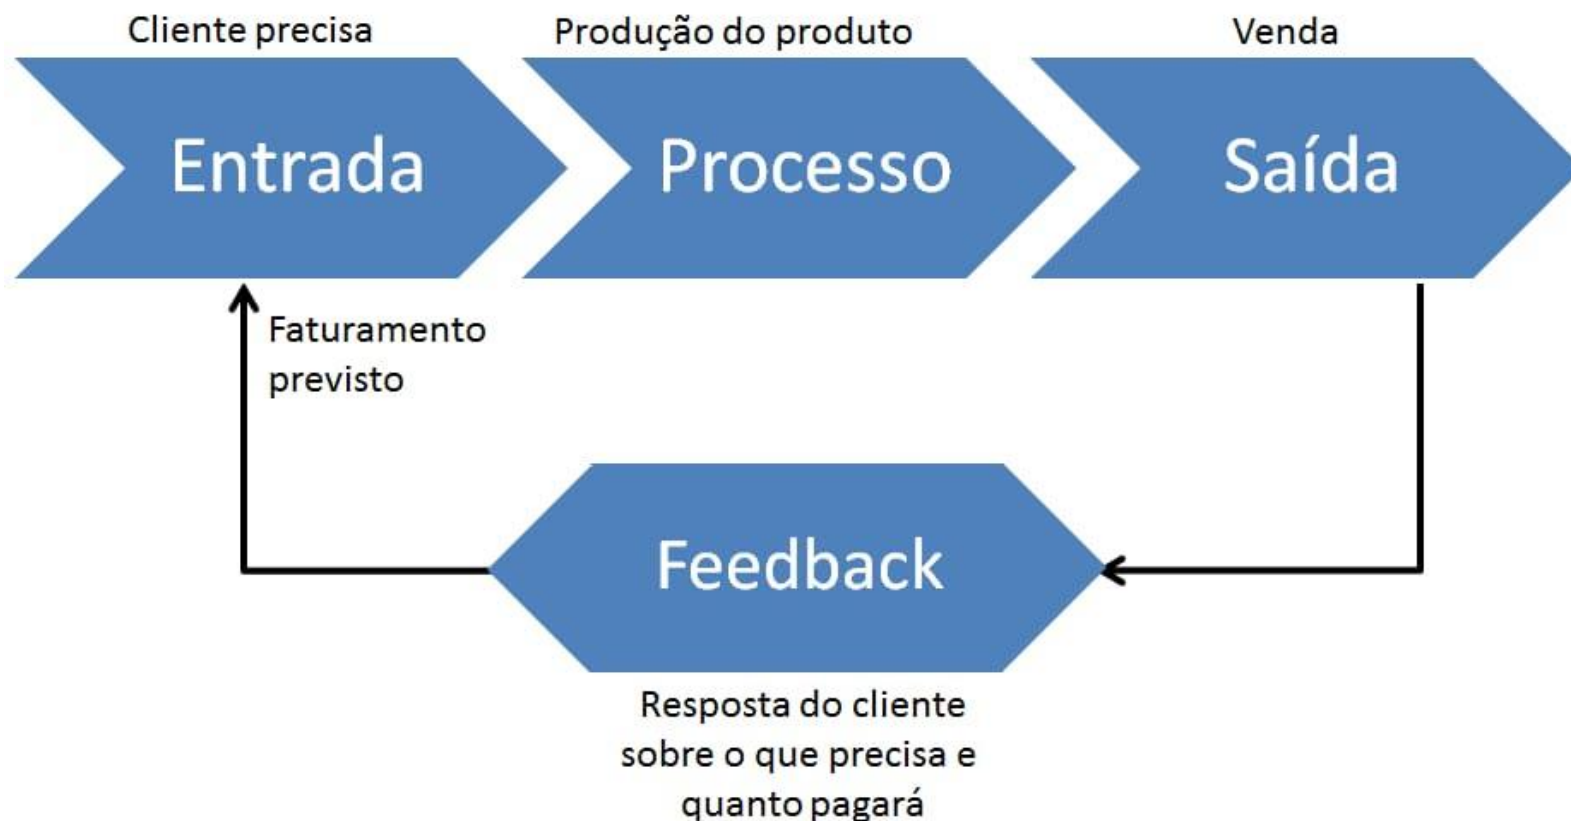 Cliente precisa
Produção do produto
Venda
Entrada
Processo
Saída
Faturamento
previsto
Feedback
Resposta do cliente
sobre o que precisa e
quanto pagará